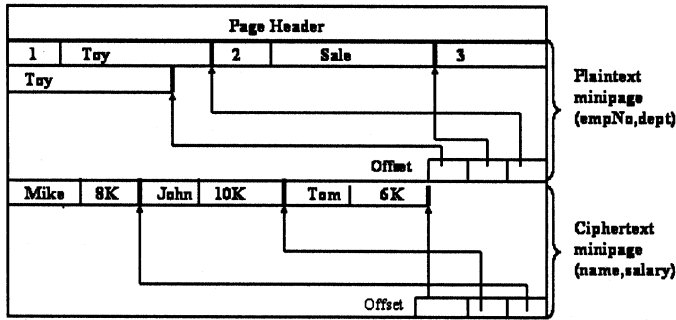 Page Header
1 Toy 2 Sale 3
Toy
Plaintext
minipage
(empNo,dept)
Offset
Mike 8K John 10K Tom 6K
Ciphertext
minipage
(name,salary)
Offset